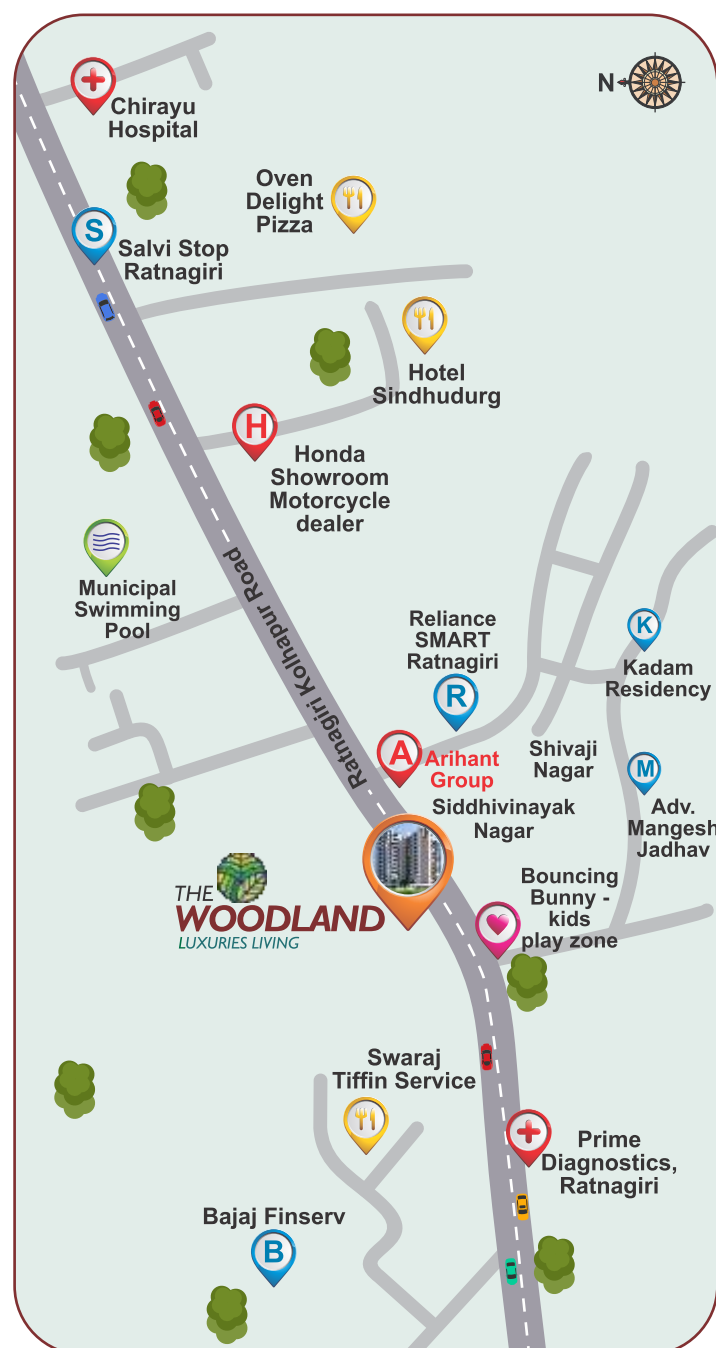 N
Chirayu
Hospital
Oven
Delight
Pizza
S
Salvi Stop
Ratnagiri
Hotel
Sindhudurg
H
Honda
Showroom
Motorcycle
dealer
Municipal
Swimming
Pool
Ratnagiri Kolhapur Road
Reliance
SMART
Ratnagiri
R
K
Kadam
Residency
A
Arihant
Group
Shivaji
Nagar
M
Adv.
Mangesh
Jadhav
Siddhivinayak
Nagar
THE
WOODLAND
LUXURIES LIVING
Bouncing
Bunny -
kids
play zone
Swaraj
Tiffin Service
Prime
Diagnostics,
Ratnagiri
Bajaj Finserv
B